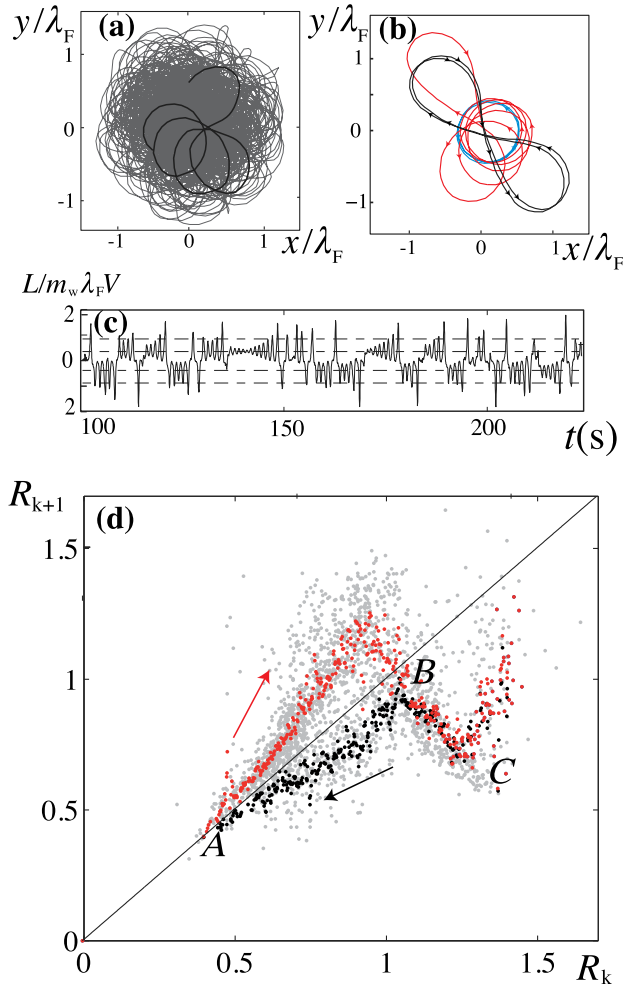 y/λF (a)
1
0
-1
-1 0 1 x/λF
y/λF (b)
1
0
-1
-1 0 1 x/λF
L/mwλFV
(c)
2
0
2
100 150 200 t(s)
Rk+1 (d)
1.5
1
0.5
0
B
C
A
0.5 1 1.5 Rk